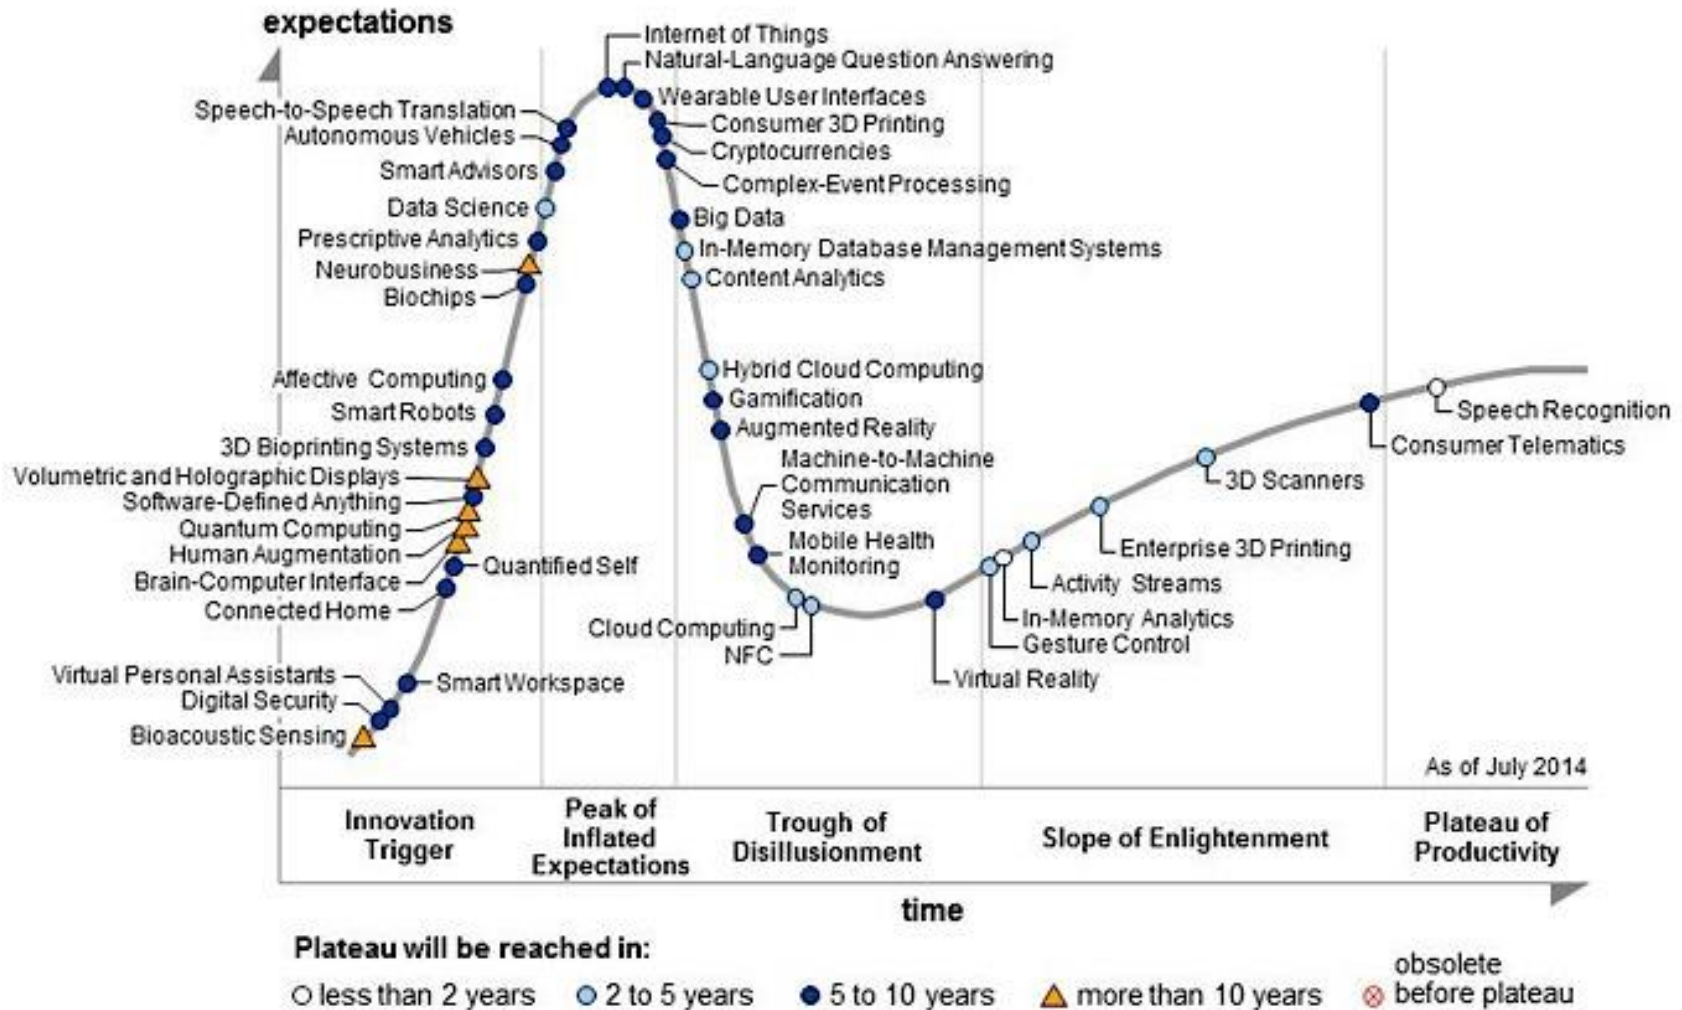 expectations
Internet of Things
Natural-Language Question Answering
Wearable User Interfaces
Consumer 3D Printing
Cryptocurrencies
Complex-Event Processing
Speech-to-Speech Translation
Autonomous Vehicles
Smart Advisors
Data Science
Prescriptive Analytics
Neurobusiness
Biochips
Big Data
In-Memory Database Management Systems
Content Analytics
Affective Computing
Smart Robots
3D Bioprinting Systems
Volumetric and Holographic Displays
Software-Defined Anything
Quantum Computing
Human Augmentation
Brain-Computer Interface
Connected Home
Quantified Self
Virtual Personal Assistants
Digital Security
Bioacoustic Sensing
Smart Workspace
Hybrid Cloud Computing
Gamification
Augmented Reality
Machine-to-Machine
Communication
Services
Mobile Health
Monitoring
Cloud Computing
NFC
Virtual Reality
Gesture Control
In-Memory Analytics
Activity Streams
Enterprise 3D Printing
3D Scanners
Consumer Telematics
Speech Recognition
As of July 2014
Innovation
Trigger
Peak of
Inflated
Expectations
Trough of
Disillusionment
Slope of Enlightenment
Plateau of
Productivity
time
Plateau will be reached in:
less than 2 years
2 to 5 years
5 to 10 years
more than 10 years
obsolete
before plateau